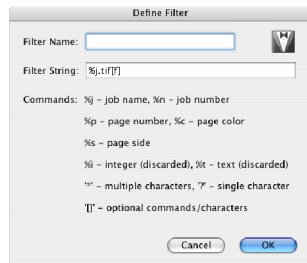 Define Filter
Filter Name:
Filter String: %j.tif[f]
Commands: %j – job name, %n – job number
%p – page number, %c – page color
%s – page side
%i – integer (discarded), %t – text (discarded)
'*' – multiple characters, '?' – single character
'[]' – optional commands/characters
Cancel OK